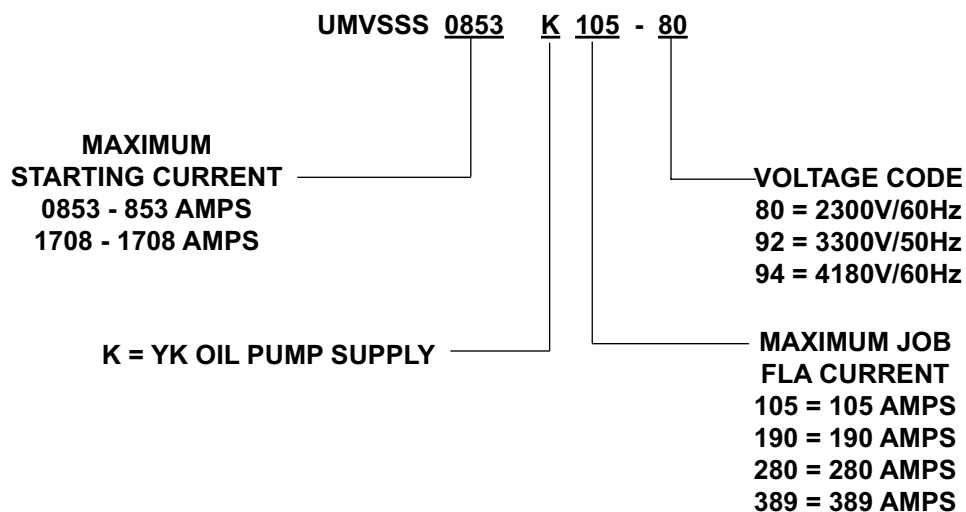 UMVSSS 0853 K 105 - 80
MAXIMUM
STARTING CURRENT
0853 - 853 AMPS
1708 - 1708 AMPS
VOLTAGE CODE
80 = 2300V/60Hz
92 = 3300V/50Hz
94 = 4180V/60Hz
K = YK OIL PUMP SUPPLY
MAXIMUM JOB
FLA CURRENT
105 = 105 AMPS
190 = 190 AMPS
280 = 280 AMPS
389 = 389 AMPS